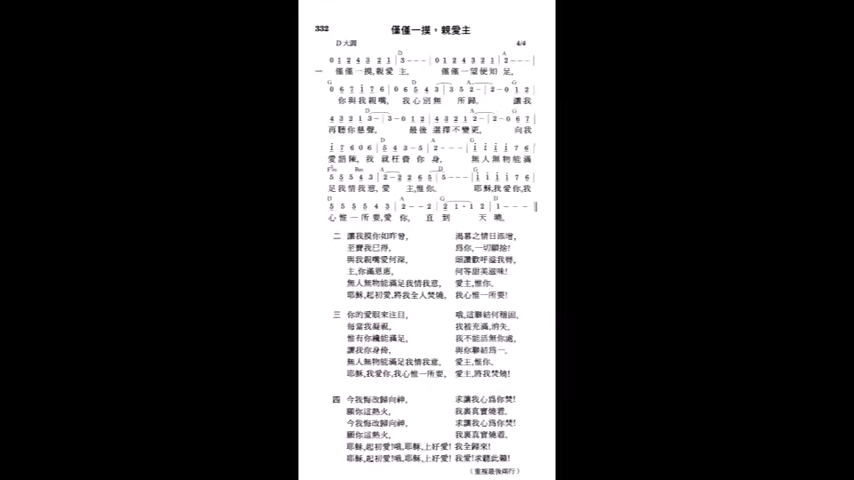 332 僅僅一摸,親愛主
D 大調 4/4
一 僅僅一摸,親愛 主, 僅僅一望便知 足,
你與我親嘴, 我心別無 所歸, 讓我
再聽你慈聲, 最後 選擇不變更, 向我
愛語陳, 我 就枉費 你 身, 無人無物能滿
足我情我意, 愛 主,惟你. 耶穌,我愛你,我
心惟一所要,愛 你, 直 到 天 曉.
二 讓我摸你如昨曾, 渴慕之情日添增,
至寶我已得, 為你,一切願捨!
與我親嘴愛何深, 頌讚歡呼溢我唇,
主,你滿恩惠, 何等甜美滋味!
無人無物能滿足我情我意, 愛主,惟你.
耶穌,起初愛,將我全人焚燒, 我心惟一所要!
三 你的愛眼來注目, 哦,這聯結何穩固,
每當我凝視, 我被充滿,消失,
惟有你纔能滿足, 我不能活無你處,
讓我你身倚, 與你聯結為一.
無人無物能滿足我情我意, 愛主,惟你.
耶穌,我愛你,我心惟一所要, 愛主,將我焚燒!
四 今我悔改歸向神, 求讓我心為你焚!
願你這熱火, 我裏真實燒着.
今我悔改歸向神, 求讓我心為你焚!
願你這熱火, 我裏真實燒着.
耶穌,起初愛!哦,耶穌,上好愛! 我全歸來!
耶穌,起初愛!哦,耶穌,上好愛! 我愛!求聽此籲!
(重複最後兩行)